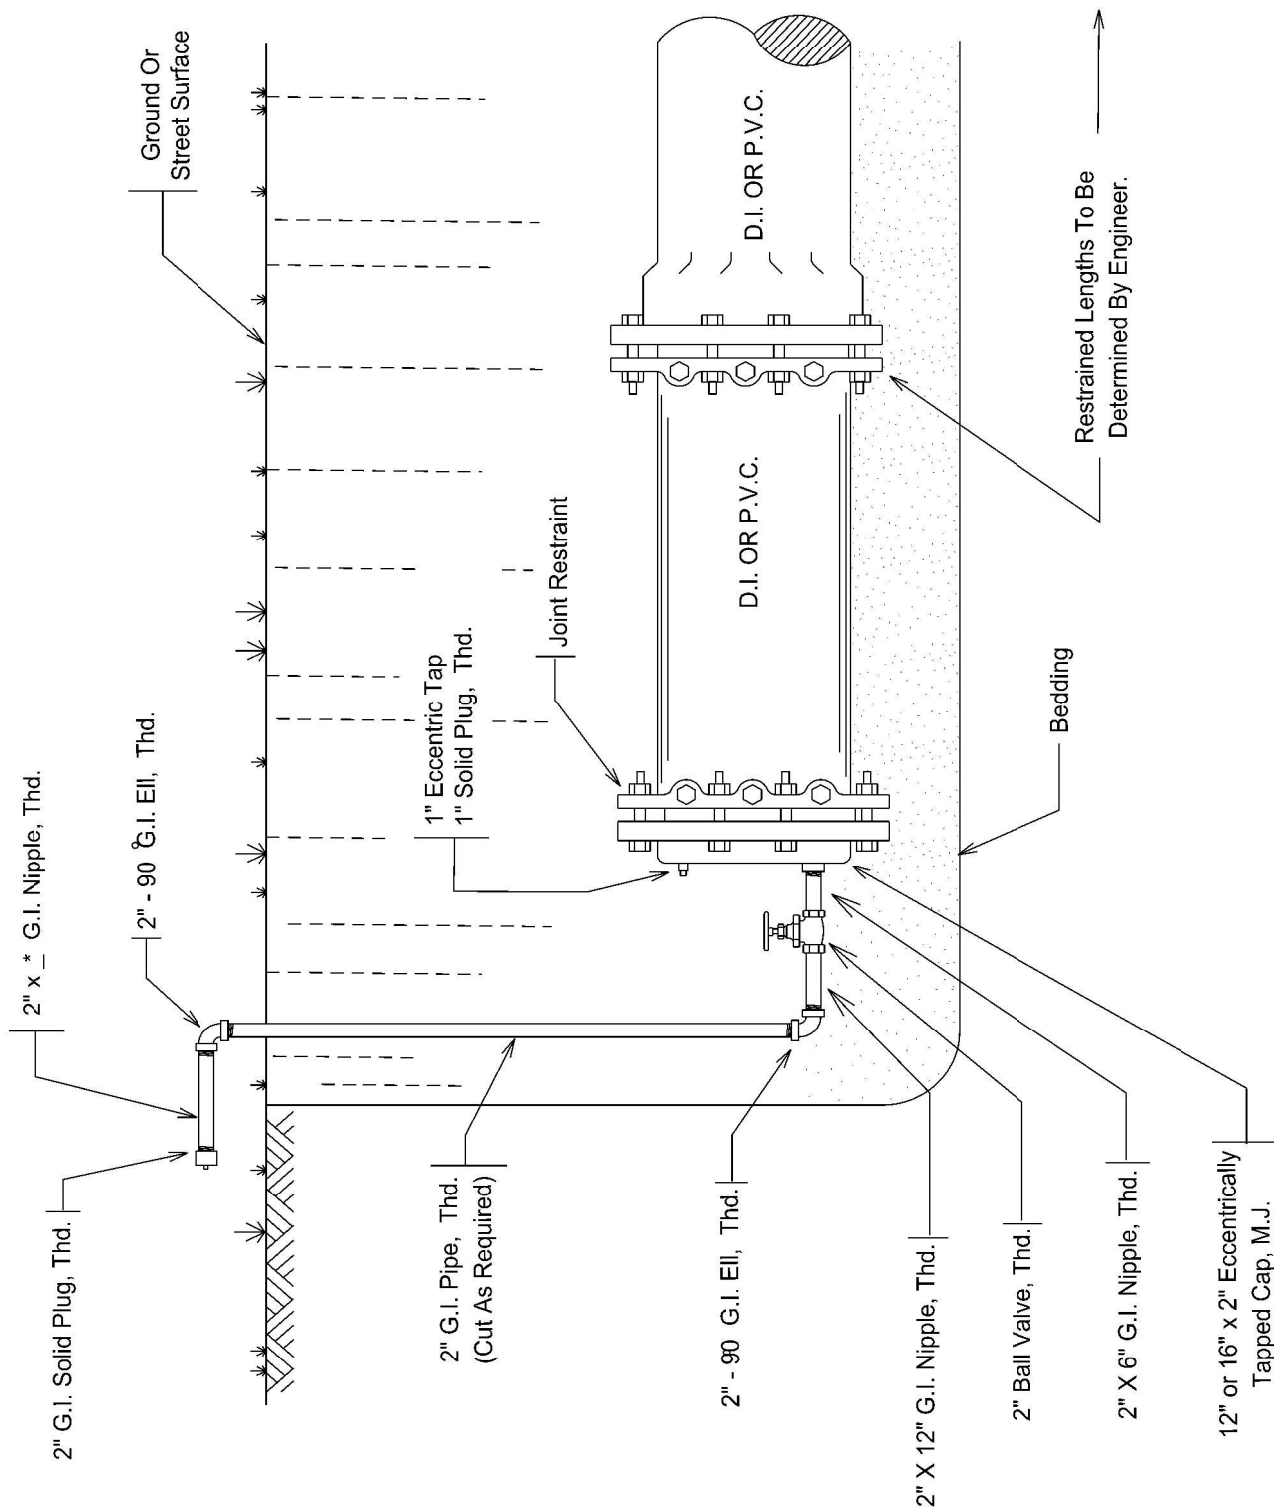 2" G.I. Solid Plug, Thd.
2" x _* G.I. Nipple, Thd.
2" - 90° G.I. Ell, Thd.
Ground Or
Street Surface
2" G.I. Pipe, Thd.
(Cut As Required)
1" Eccentric Tap
1" Solid Plug, Thd.
Joint Restraint
D.I. OR P.V.C.
D.I. OR P.V.C.
2" - 90 G.I. Ell, Thd.
2" X 12" G.I. Nipple, Thd.
2" Ball Valve, Thd.
2" X 6" G.I. Nipple, Thd.
12" or 16" x 2" Eccentrically
Tapped Cap, M.J.
Bedding
Restrained Lengths To Be
Determined By Engineer.